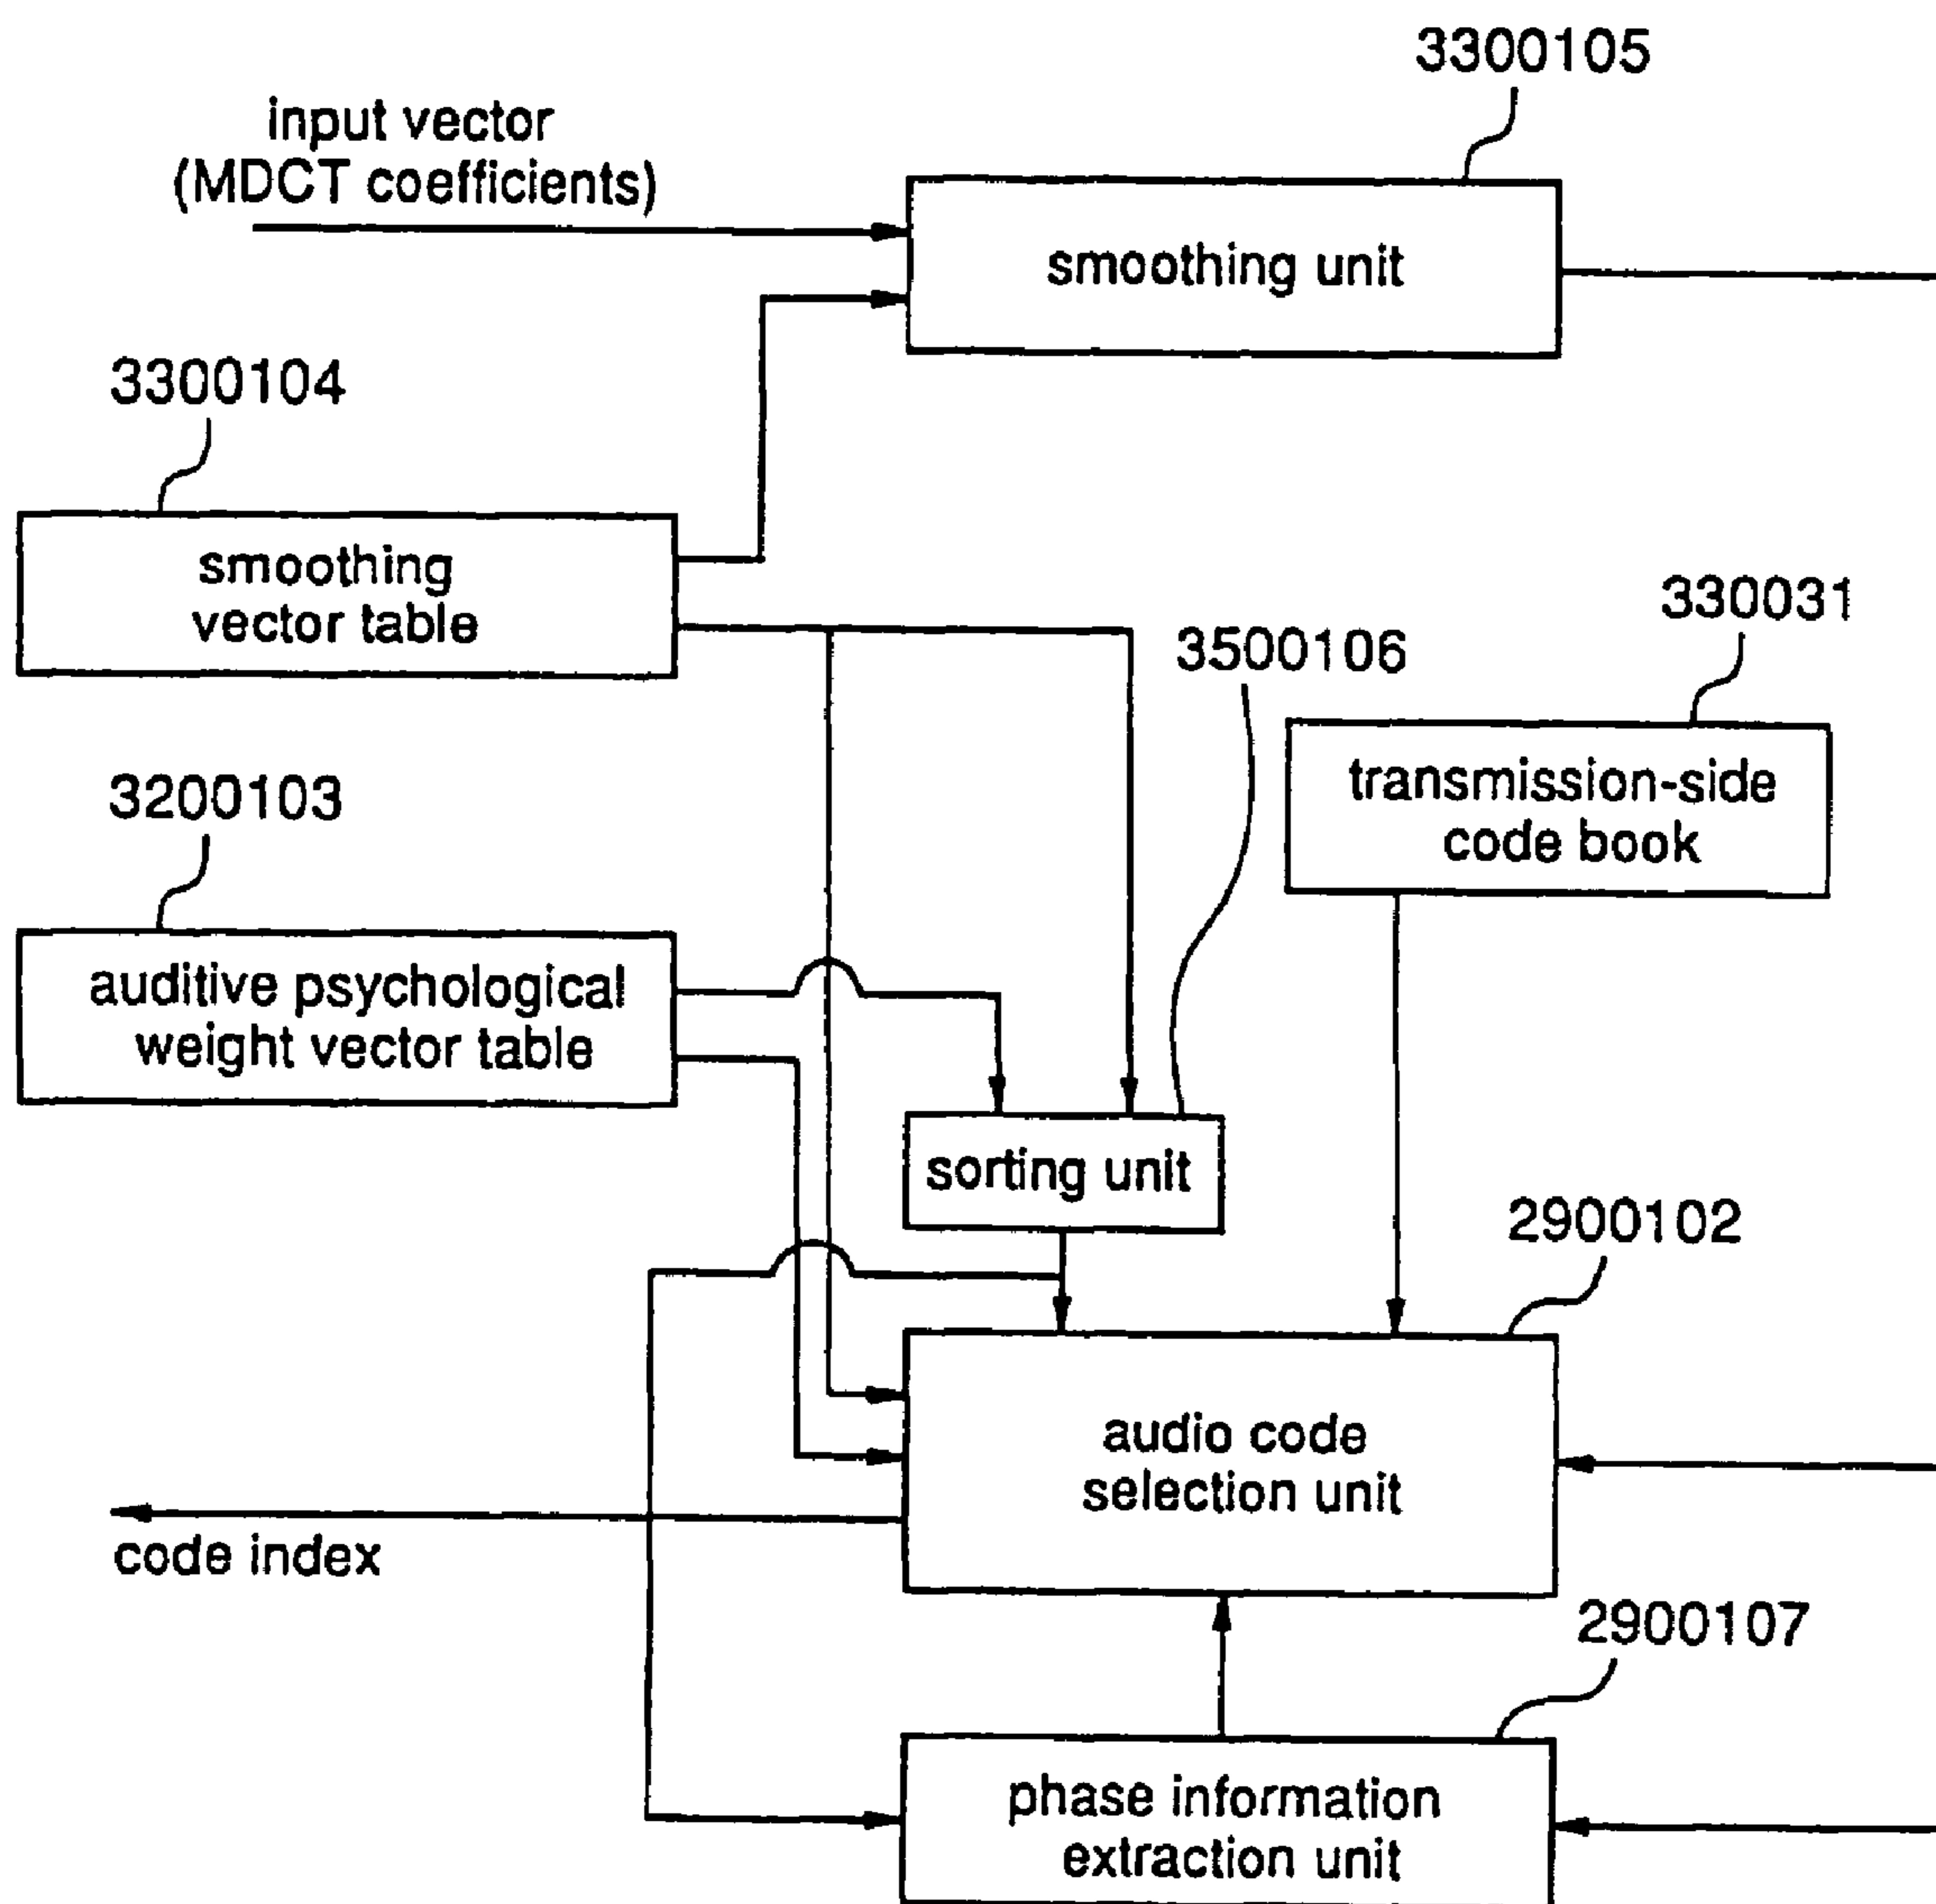 3300105
input vector
(MDCT coefficients)
smoothing unit
3300104
smoothing
vector table
330031
3500106
transmission-side
code book
3200103
auditive psychological
weight vector table
sorting unit
2900102
audio code
selection unit
code index
2900107
phase information
extraction unit